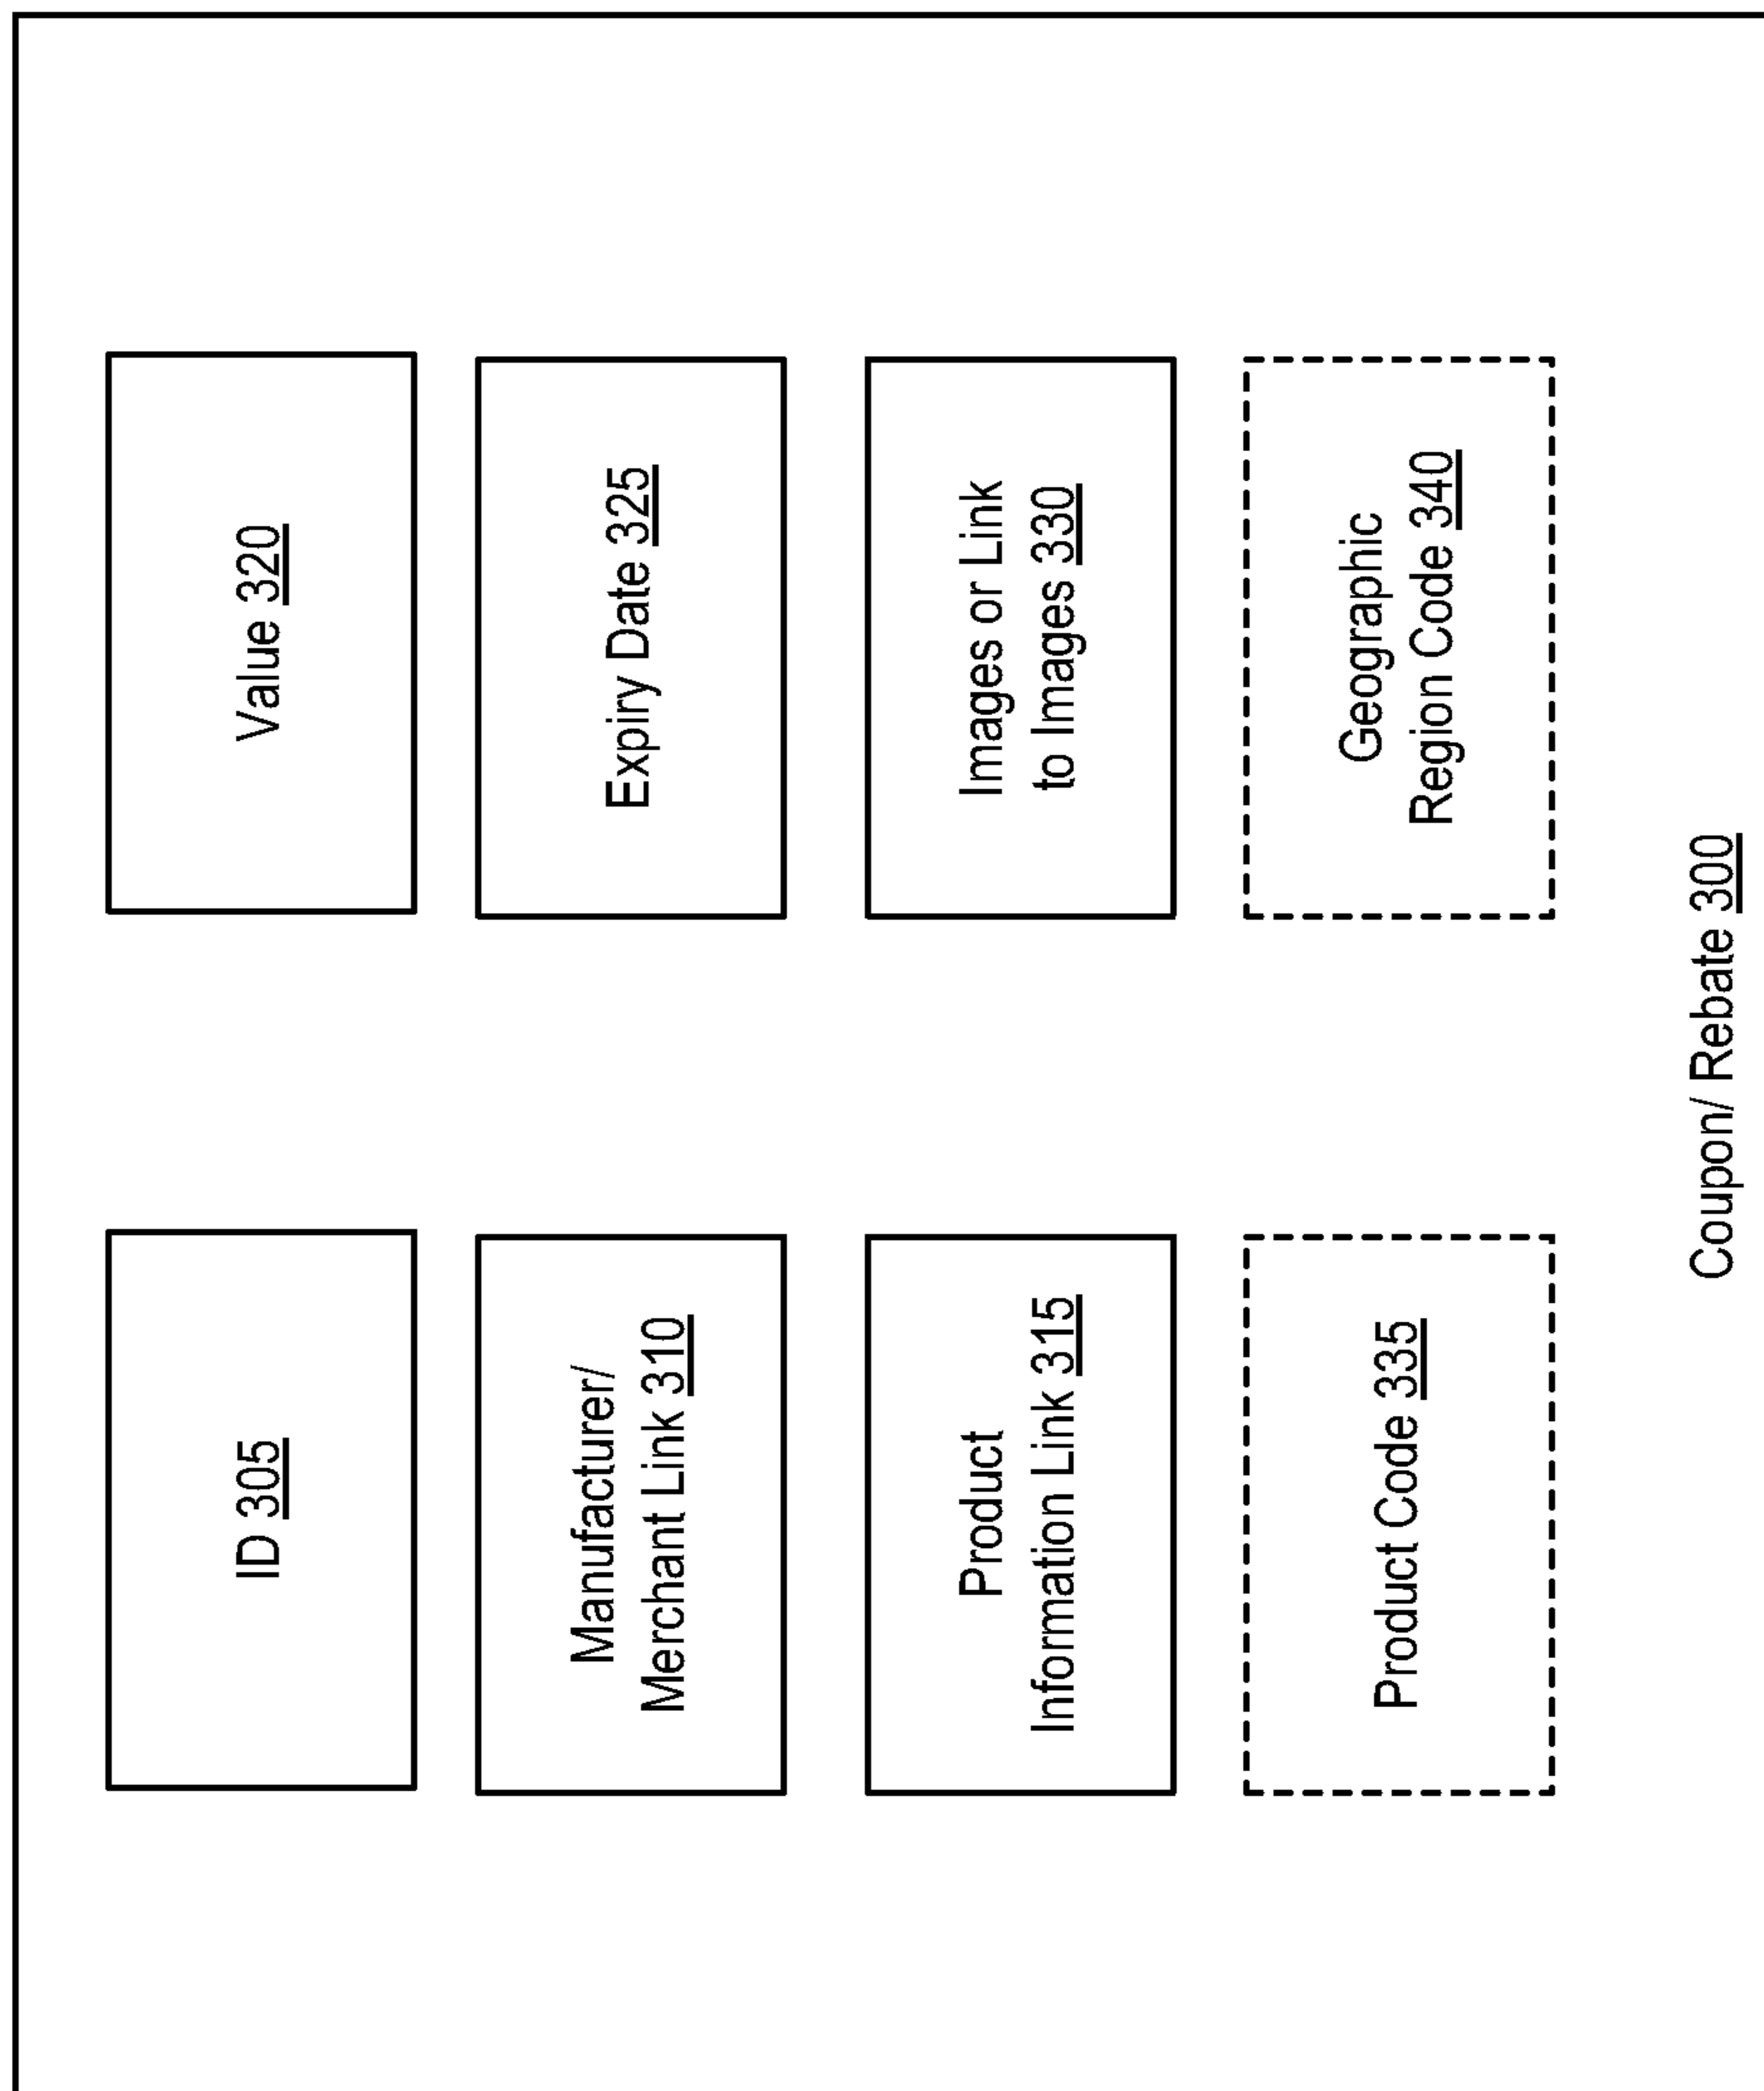 ID 305
Value 320
Manufacturer/
Merchant Link 310
Expiry Date 325
Product
Information Link 315
Images or Link
to Images 330
Product Code 335
Geographic
Region Code 340
Coupon/ Rebate 300